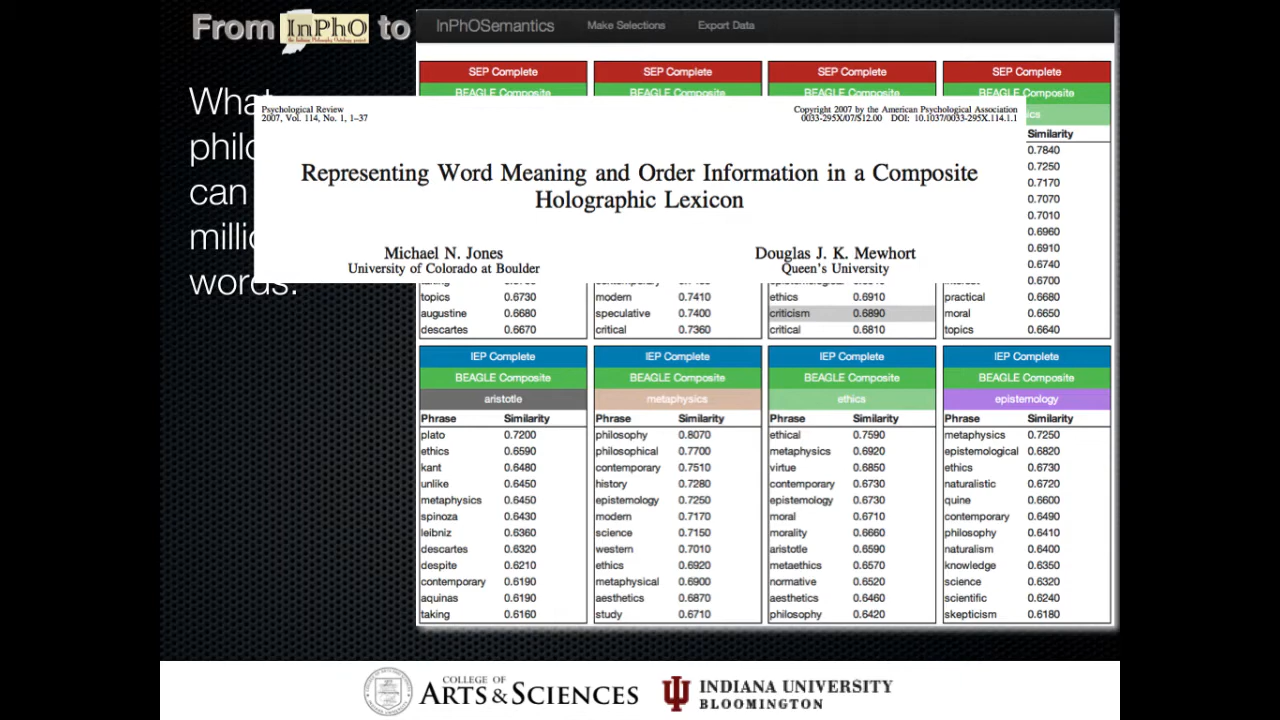 From InPhO to
the Indiana Philosophy Ontology project
InPhOSemantics Make Selections Export Data
What
can
words.
SEP Complete SEP Complete SEP Complete SEP Complete
BEAGLE Composite BEAGLE Composite BEAGLE Composite BEAGLE Composite
Psychological Review
2007, Vol. 114, No. 1, 1–37
Copyright 2007 by the American Psychological Association
0033-295X/07/$12.00 DOI: 10.1037/0033-295X.114.1.1
Representing Word Meaning and Order Information in a Composite
Holographic Lexicon
Michael N. Jones
University of Colorado at Boulder
Douglas J. K. Mewhort
Queen's University
Similarity
0.7840
0.7250
0.7170
0.7070
0.7010
0.6960
0.6910
0.6740
0.6700
topics 0.6730 modern 0.7410 ethics 0.6910 practical 0.6680
augustine 0.6680 speculative 0.7400 criticism 0.6890 moral 0.6650
descartes 0.6670 critical 0.7360 critical 0.6810 topics 0.6640
IEP Complete IEP Complete IEP Complete IEP Complete
BEAGLE Composite BEAGLE Composite BEAGLE Composite BEAGLE Composite
aristotle metaphysics ethics epistemology
Phrase Similarity Phrase Similarity Phrase Similarity Phrase Similarity
plato 0.7200 philosophy 0.8070 ethical 0.7590 metaphysics 0.7250
ethics 0.6590 philosophical 0.7700 metaphysics 0.6920 epistemological 0.6820
kant 0.6480 contemporary 0.7510 virtue 0.6850 ethics 0.6730
unlike 0.6450 history 0.7280 contemporary 0.6730 naturalistic 0.6720
metaphysics 0.6450 epistemology 0.7250 epistemology 0.6730 quine 0.6600
spinoza 0.6430 modern 0.7170 moral 0.6710 contemporary 0.6490
leibniz 0.6360 science 0.7150 morality 0.6660 philosophy 0.6410
descartes 0.6320 western 0.7010 aristotle 0.6590 naturalism 0.6400
despite 0.6210 ethics 0.6920 metaethics 0.6570 knowledge 0.6350
contemporary 0.6190 metaphysical 0.6900 normative 0.6520 science 0.6320
aquinas 0.6190 aesthetics 0.6870 aesthetics 0.6460 scientific 0.6240
taking 0.6160 study 0.6710 philosophy 0.6420 skepticism 0.6180
COLLEGE OF
ARTS & SCIENCES
INDIANA UNIVERSITY
BLOOMINGTON